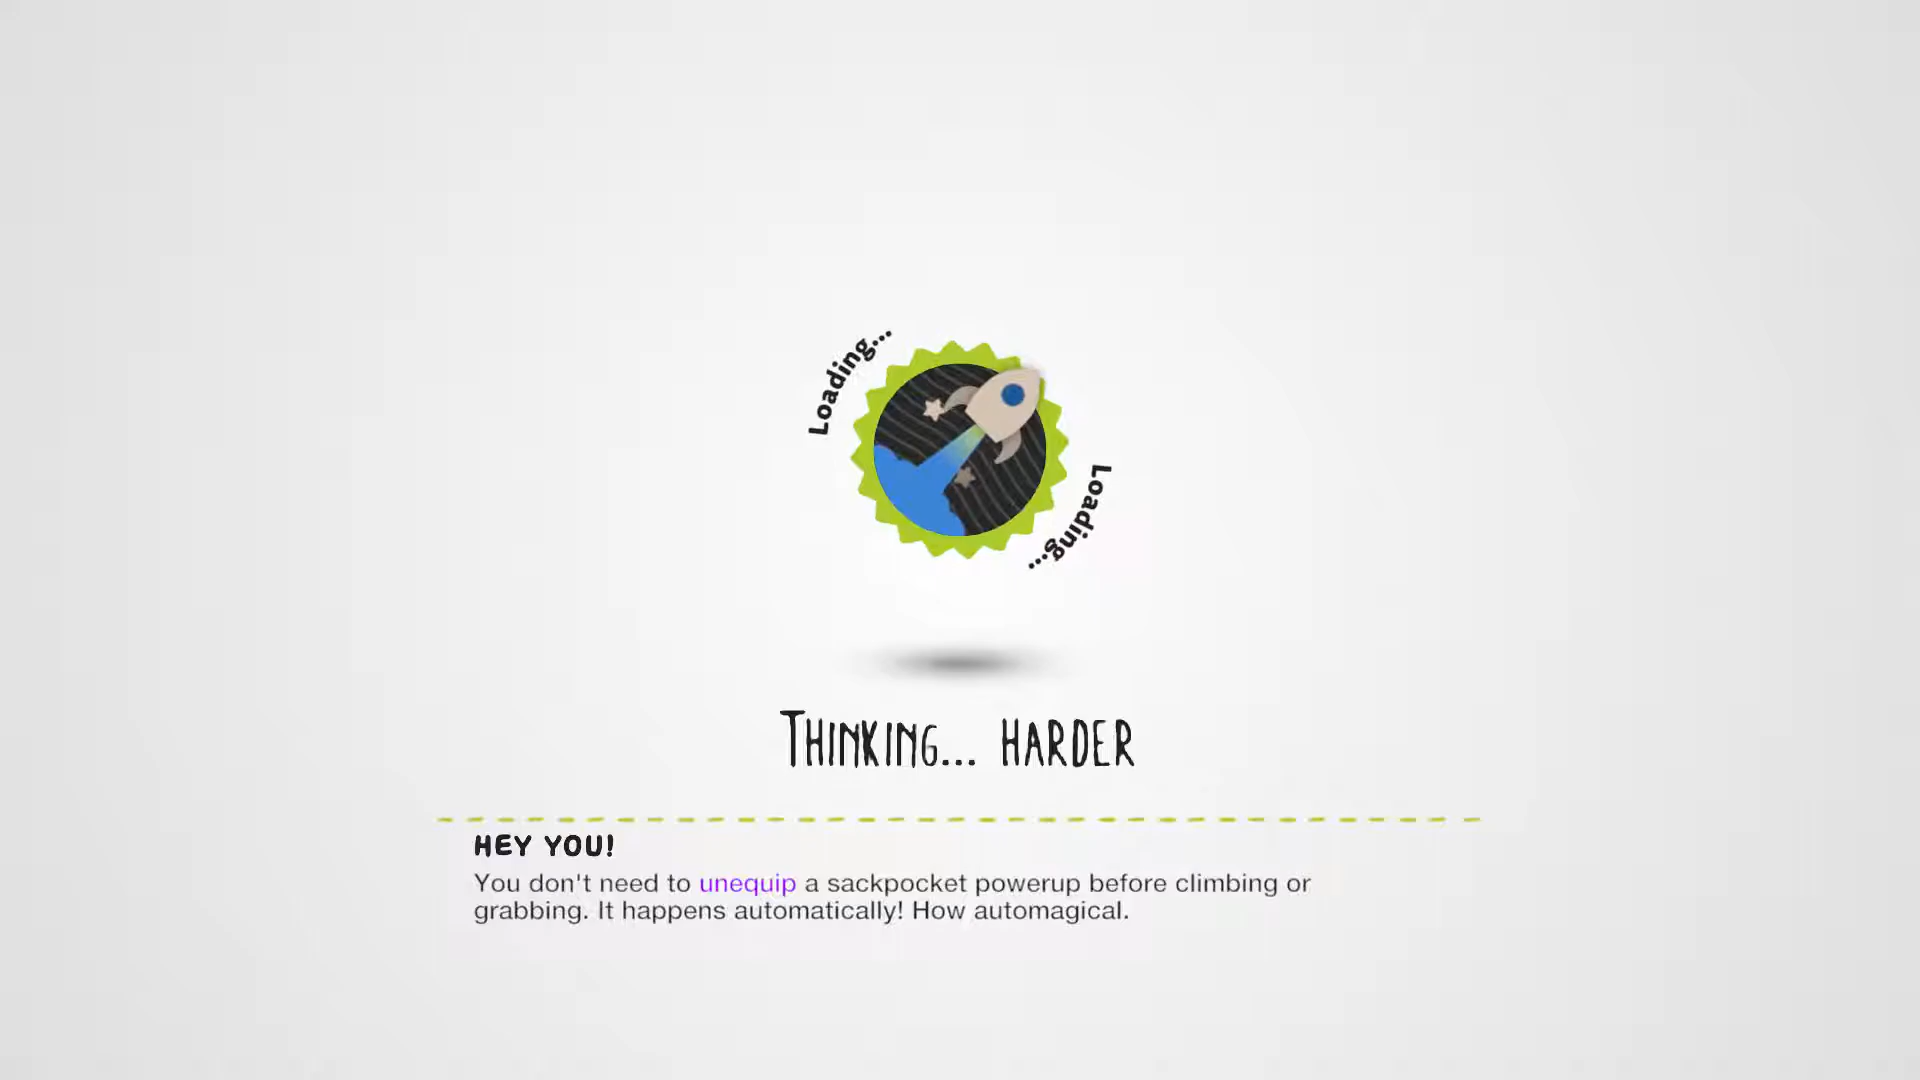 Loading...
Loading...
THINKING... HARDER
HEY YOU!
You don't need to unequip a sackpocket powerup before climbing or
grabbing. It happens automatically! How automagical.